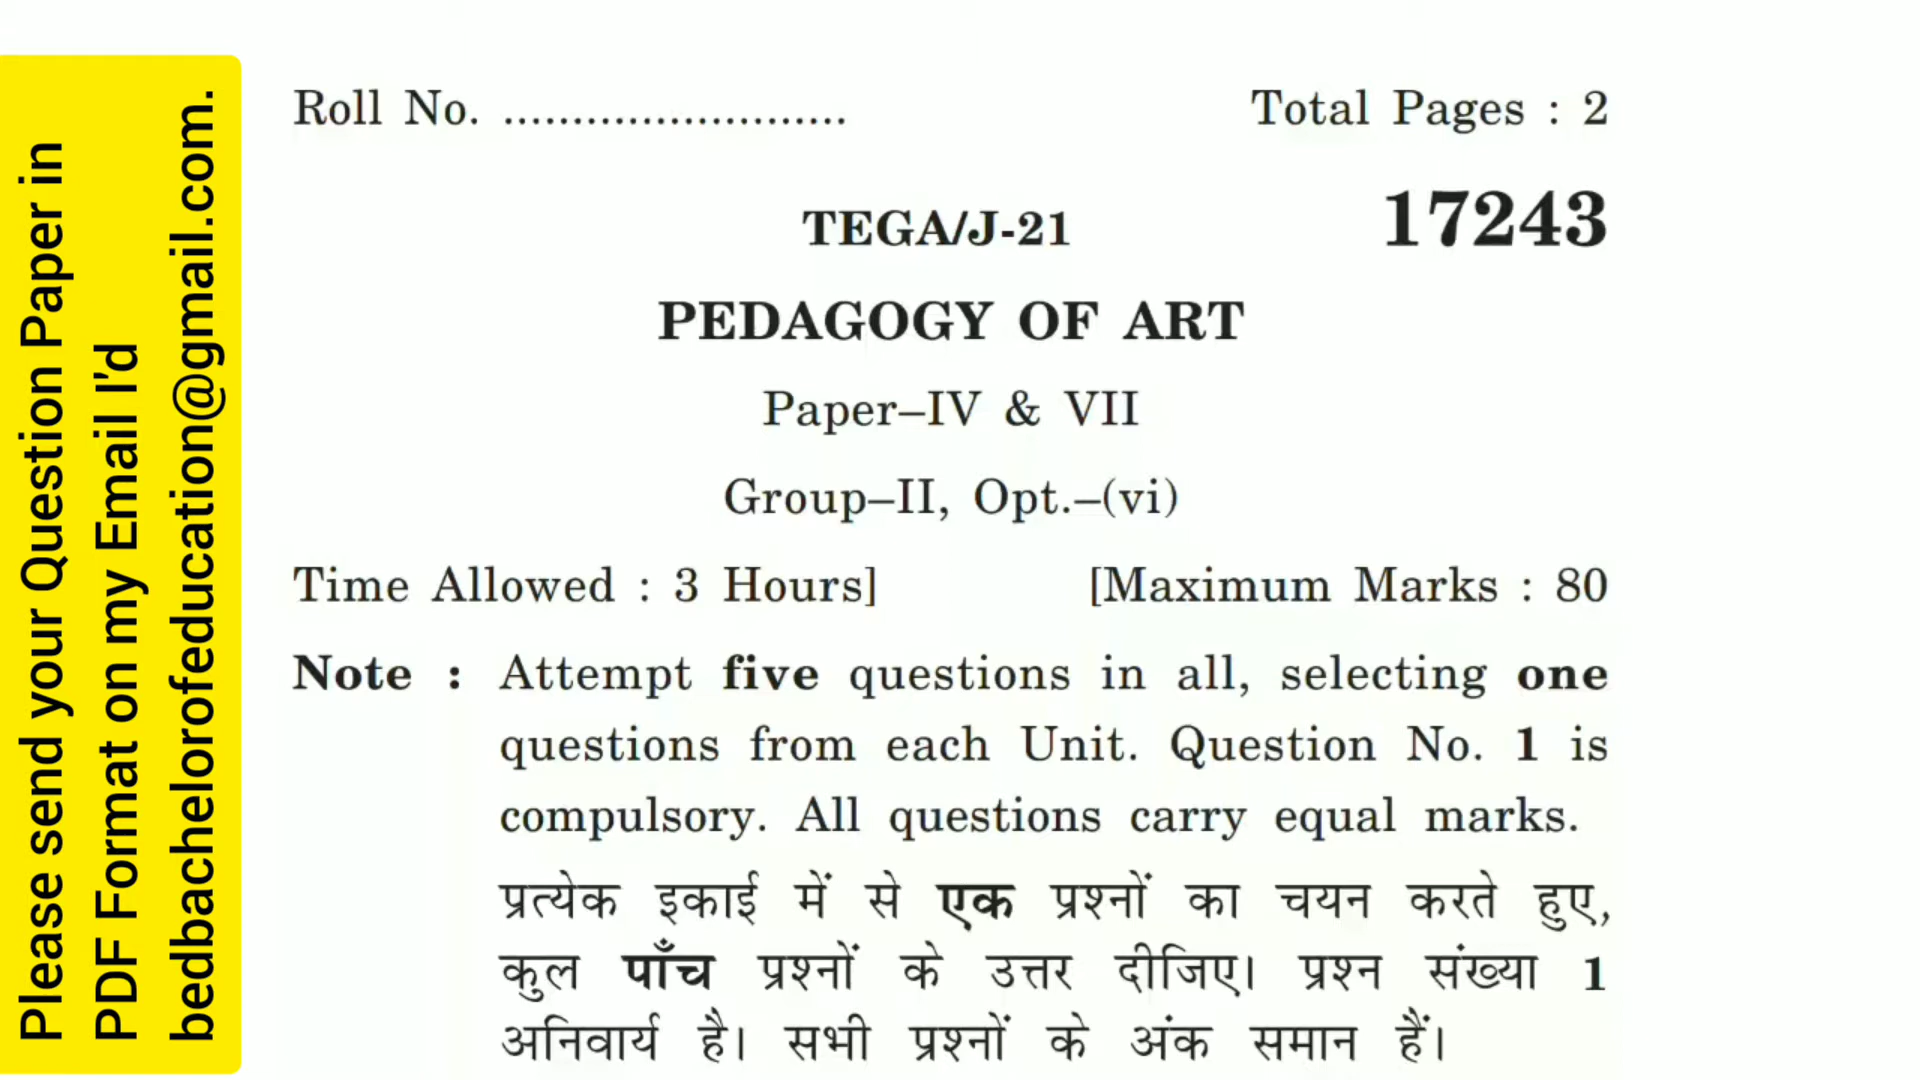 Please send your Question Paper in
PDF Format on my Email I'd
bedbachelorofeducation@gmail.com.
Roll No. .........................
Total Pages : 2
TEGA/J-21
17243
PEDAGOGY OF ART
Paper–IV & VII
Group–II, Opt.–(vi)
Time Allowed : 3 Hours]
[Maximum Marks : 80
Note : Attempt five questions in all, selecting one
questions from each Unit. Question No. 1 is
compulsory. All questions carry equal marks.
प्रत्येक इकाई में से एक प्रश्नों का चयन करते हुए,
कुल पाँच प्रश्नों के उत्तर दीजिए। प्रश्न संख्या 1
अनिवार्य है। सभी प्रश्नों के अंक समान हैं।